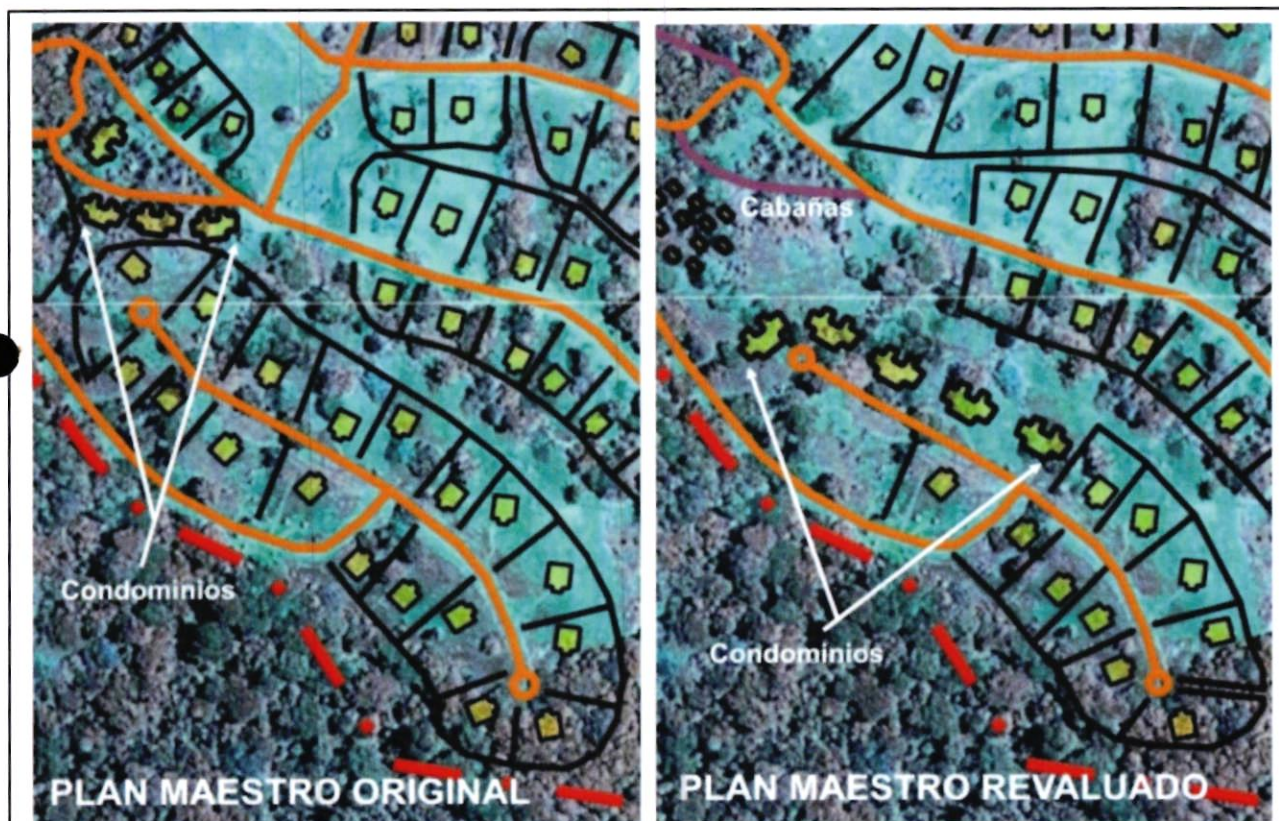 Cabañas
Condominios
Condominios
PLAN MAESTRO ORIGINAL
PLAN MAESTRO REVALUADO